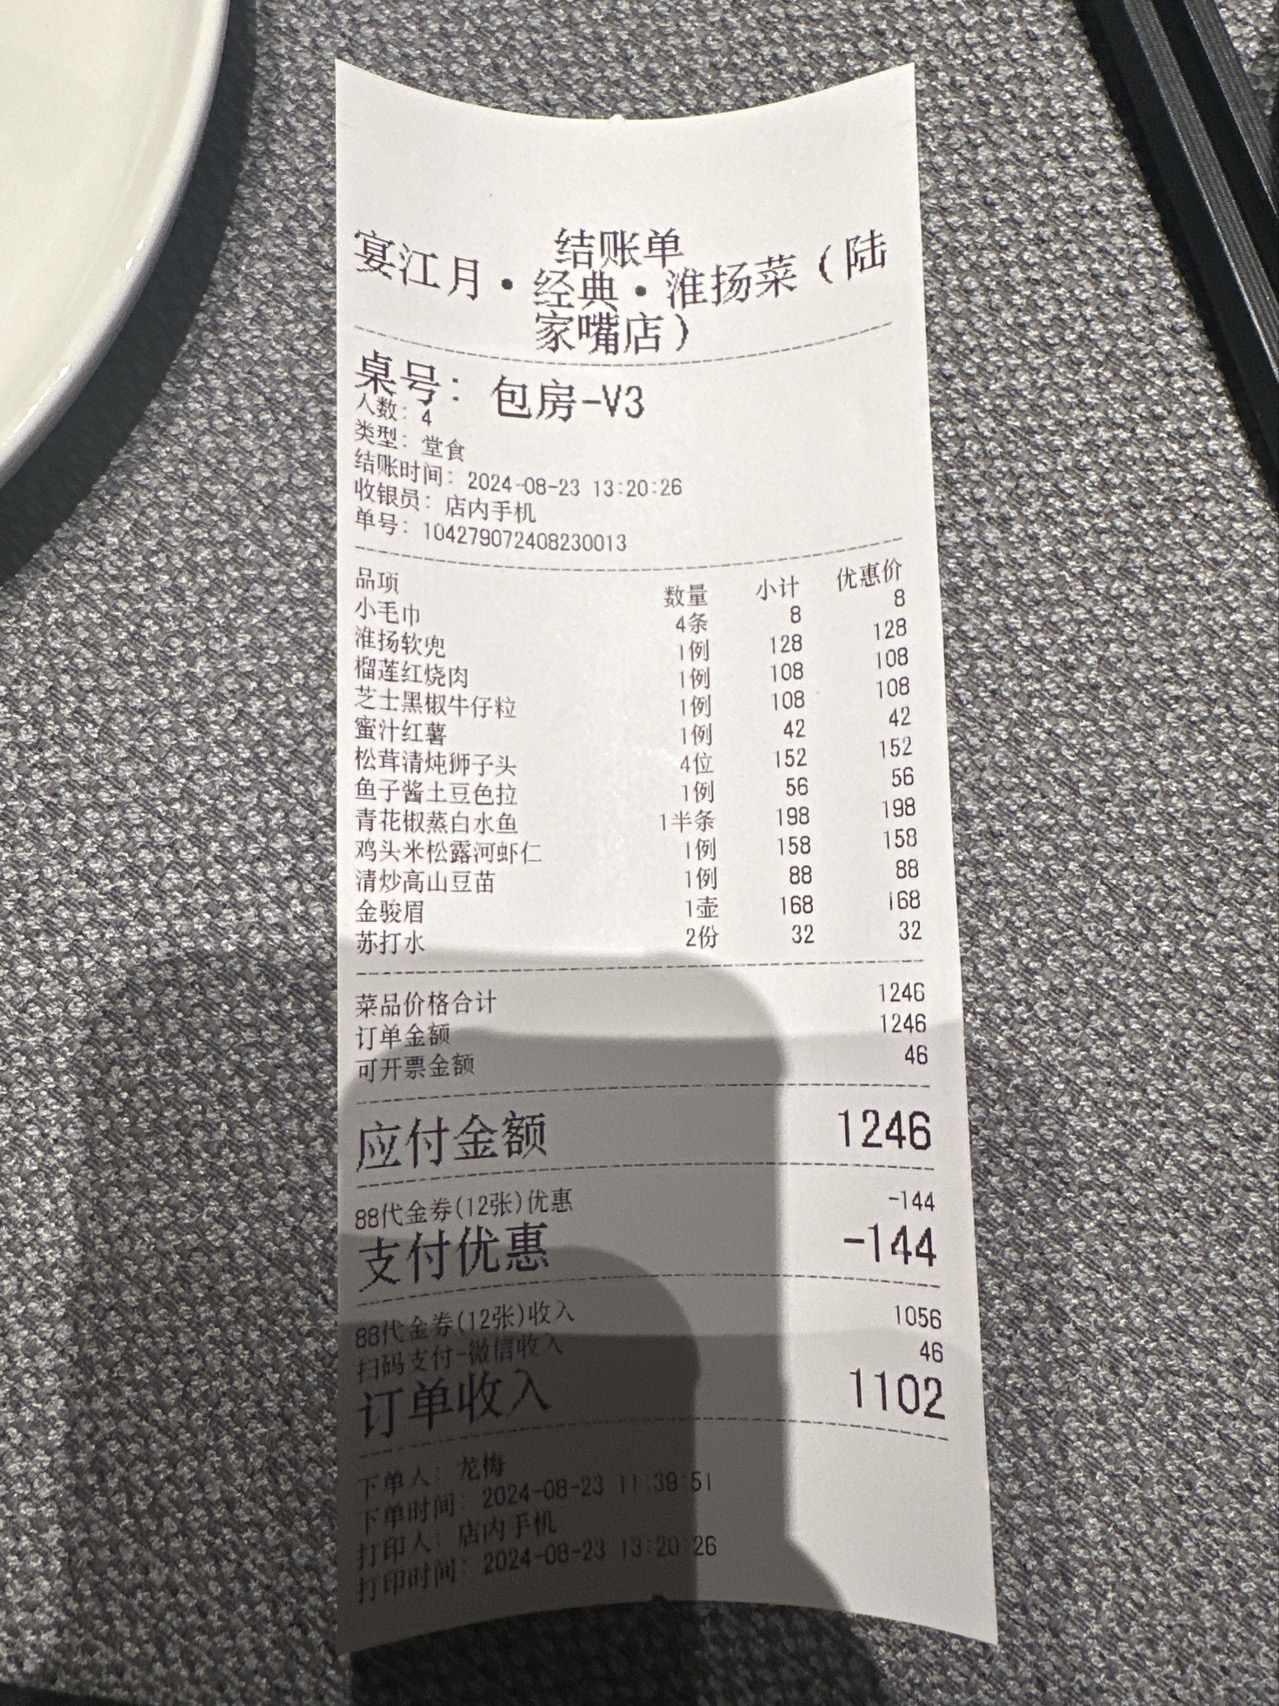 结账单
宴江月·经典·淮扬菜（陆
家嘴店）
桌号： 包房-V3
人数: 4
类型: 堂食
结账时间: 2024-08-23 13:20:26
收银员: 店内手机
单号: 104279072408230013
品项 数量 小计 优惠价
小毛巾 4条 8 8
淮扬软兜 1例 128 128
榴莲红烧肉 1例 108 108
芝士黑椒牛仔粒 1例 108 108
蜜汁红薯 1例 42 42
松茸清炖狮子头 4位 152 152
鱼子酱土豆色拉 1例 56 56
青花椒蒸白水鱼 1半条 198 198
鸡头米松露河虾仁 1例 158 158
清炒高山豆苗 1例 88 88
金骏眉 1壶 168 168
苏打水 2份 32 32
菜品价格合计 1246
订单金额 1246
可开票金额 46
应付金额 1246
88代金券(12张)优惠 -144
支付优惠 -144
88代金券(12张)收入 1056
扫码支付-微信收入 46
订单收入 1102
下单人: 龙梅
下单时间: 2024-08-23 11:39:51
打印人: 店内手机
打印时间: 2024-08-23 13:20:26